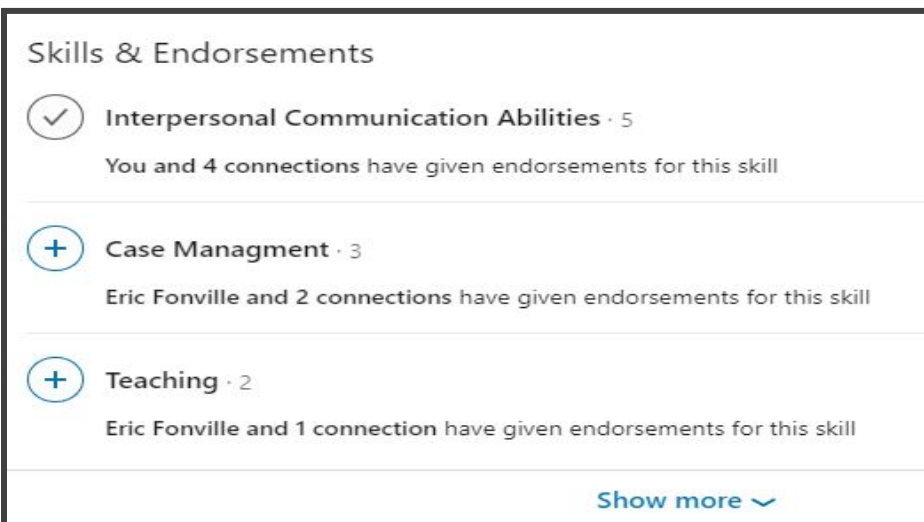 Skills & Endorsements
Interpersonal Communication Abilities · 5
You and 4 connections have given endorsements for this skill
Case Managment · 3
Eric Fonville and 2 connections have given endorsements for this skill
Teaching · 2
Eric Fonville and 1 connection have given endorsements for this skill
Show more